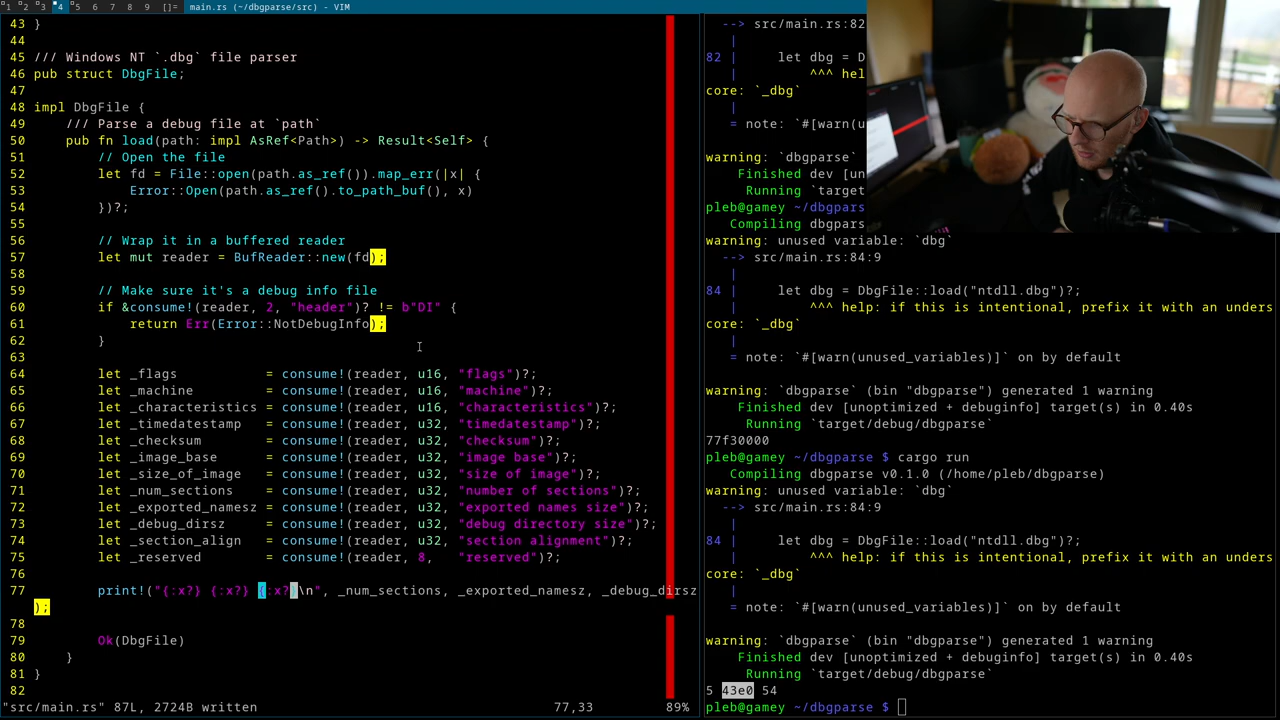 1 2 3 4 5 6 7 8 9 []= main.rs (~/dbgparse/src) - VIM
43 }
44
45 /// Windows NT `.dbg` file parser
46 pub struct DbgFile;
47
48 impl DbgFile {
49     /// Parse a debug file at `path`
50     pub fn load(path: impl AsRef<Path>) -> Result<Self> {
51         // Open the file
52         let fd = File::open(path.as_ref()).map_err(|x| {
53             Error::Open(path.as_ref().to_path_buf(), x)
54         })?;
55
56         // Wrap it in a buffered reader
57         let mut reader = BufReader::new(fd);
58
59         // Make sure it's a debug info file
60         if &consume!(reader, 2, "header")? != b"DI" {
61             return Err(Error::NotDebugInfo);
62         }
63
64         let _flags           = consume!(reader, u16, "flags")?;
65         let _machine         = consume!(reader, u16, "machine")?;
66         let _characteristics = consume!(reader, u16, "characteristics")?;
67         let _timedatestamp   = consume!(reader, u32, "timedatestamp")?;
68         let _checksum        = consume!(reader, u32, "checksum")?;
69         let _image_base      = consume!(reader, u32, "image base")?;
70         let _size_of_image   = consume!(reader, u32, "size of image")?;
71         let _num_sections    = consume!(reader, u32, "number of sections")?;
72         let _exported_namesz = consume!(reader, u32, "exported names size")?;
73         let _debug_dirsz     = consume!(reader, u32, "debug directory size")?;
74         let _section_align   = consume!(reader, u32, "section alignment")?;
75         let _reserved        = consume!(reader, 8,   "reserved")?;
76
77         print!("{:x?} {:x?} {:x?}\n", _num_sections, _exported_namesz, _debug_dirsz
);
78
79         Ok(DbgFile)
80     }
81 }
82
"src/main.rs" 87L, 2724B written 77,33 89%
--> src/main.rs:82
|
82 |     let dbg = D
|         ^^^ hel
core: `_dbg`
|
= note: `#[warn(u
warning: `dbgparse`
Finished dev [un
Running `target
pleb@gamey ~/dbgpars
Compiling dbgpars
warning: unused variable: `dbg`
--> src/main.rs:84:9
|
84 |     let dbg = DbgFile::load("ntdll.dbg")?;
|         ^^^ help: if this is intentional, prefix it with an unders
core: `_dbg`
|
= note: `#[warn(unused_variables)]` on by default
warning: `dbgparse` (bin "dbgparse") generated 1 warning
Finished dev [unoptimized + debuginfo] target(s) in 0.40s
Running `target/debug/dbgparse`
77f30000
pleb@gamey ~/dbgparse $ cargo run
Compiling dbgparse v0.1.0 (/home/pleb/dbgparse)
warning: unused variable: `dbg`
--> src/main.rs:84:9
|
84 |     let dbg = DbgFile::load("ntdll.dbg")?;
|         ^^^ help: if this is intentional, prefix it with an unders
core: `_dbg`
|
= note: `#[warn(unused_variables)]` on by default
warning: `dbgparse` (bin "dbgparse") generated 1 warning
Finished dev [unoptimized + debuginfo] target(s) in 0.40s
Running `target/debug/dbgparse`
5 43e0 54
pleb@gamey ~/dbgparse $